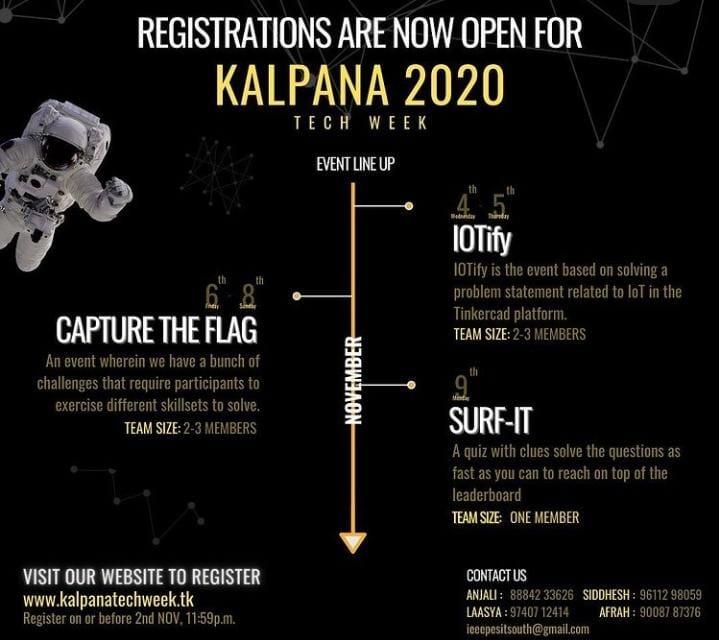 REGISTRATIONS ARE NOW OPEN FOR
KALPANA 2020
TECH WEEK
EVENT LINE UP
4th 5th
Wednesday Thursday
IOTify
IOTify is the event based on solving a
problem statement related to IoT in the
Tinkercad platform.
TEAM SIZE: 2-3 MEMBERS
6th 8th
Friday Sunday
CAPTURE THE FLAG
An event wherein we have a bunch of
challenges that require participants to
exercise different skillsets to solve.
TEAM SIZE: 2-3 MEMBERS
NOVEMBER
9th
Monday
SURF-IT
A quiz with clues solve the questions as
fast as you can to reach on top of the
leaderboard
TEAM SIZE: ONE MEMBER
VISIT OUR WEBSITE TO REGISTER
www.kalpanatechweek.tk
Register on or before 2nd NOV, 11:59p.m.
CONTACT US
ANJALI : 88842 33626 SIDDHESH : 96112 98059
LAASYA : 97407 12414 AFRAH : 90087 87376
ieeepesitsouth@gmail.com